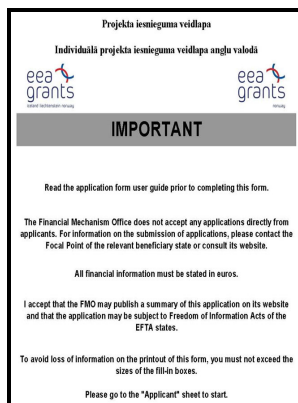 Projekta iesnieguma veidlapa
Individuālā projekta iesnieguma veidlapa angļu valodā
eea grants
iceland liechtenstein norway
eea grants
iceland liechtenstein norway
IMPORTANT
Read the application form user guide prior to completing this form.
The Financial Mechanism Office does not accept any applications directly from
applicants. For information on the submission of applications, please contact the
Focal Point of the relevant beneficiary state or consult its website.
All financial information must be stated in euros.
I accept that the FMO may publish a summary of this application on its website
and that the application may be subject to Freedom of Information Acts of the
EFTA states.
To avoid loss of information on the printout of this form, you must not exceed the
sizes of the fill-in boxes.
Please go to the "Applicant" sheet to start.